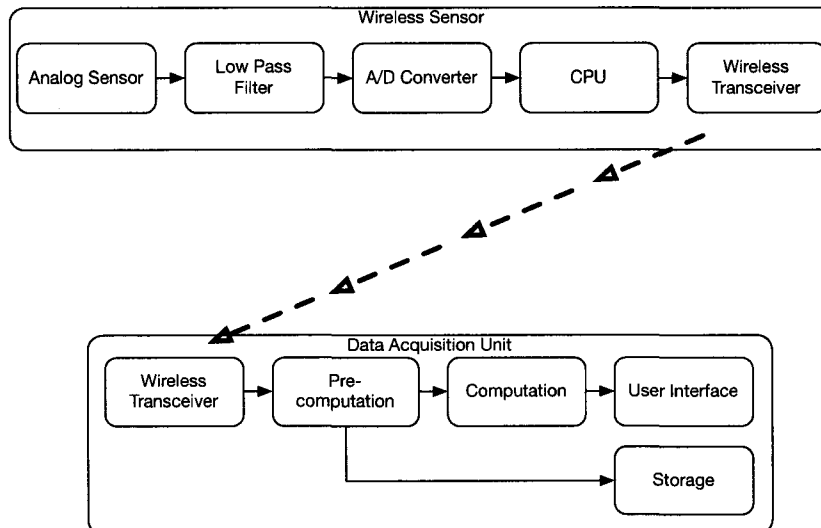 Wireless Sensor
Analog Sensor
Low Pass
Filter
A/D Converter
CPU
Wireless
Transceiver
Data Acquisition Unit
Wireless
Transceiver
Pre-
computation
Computation
User Interface
Storage